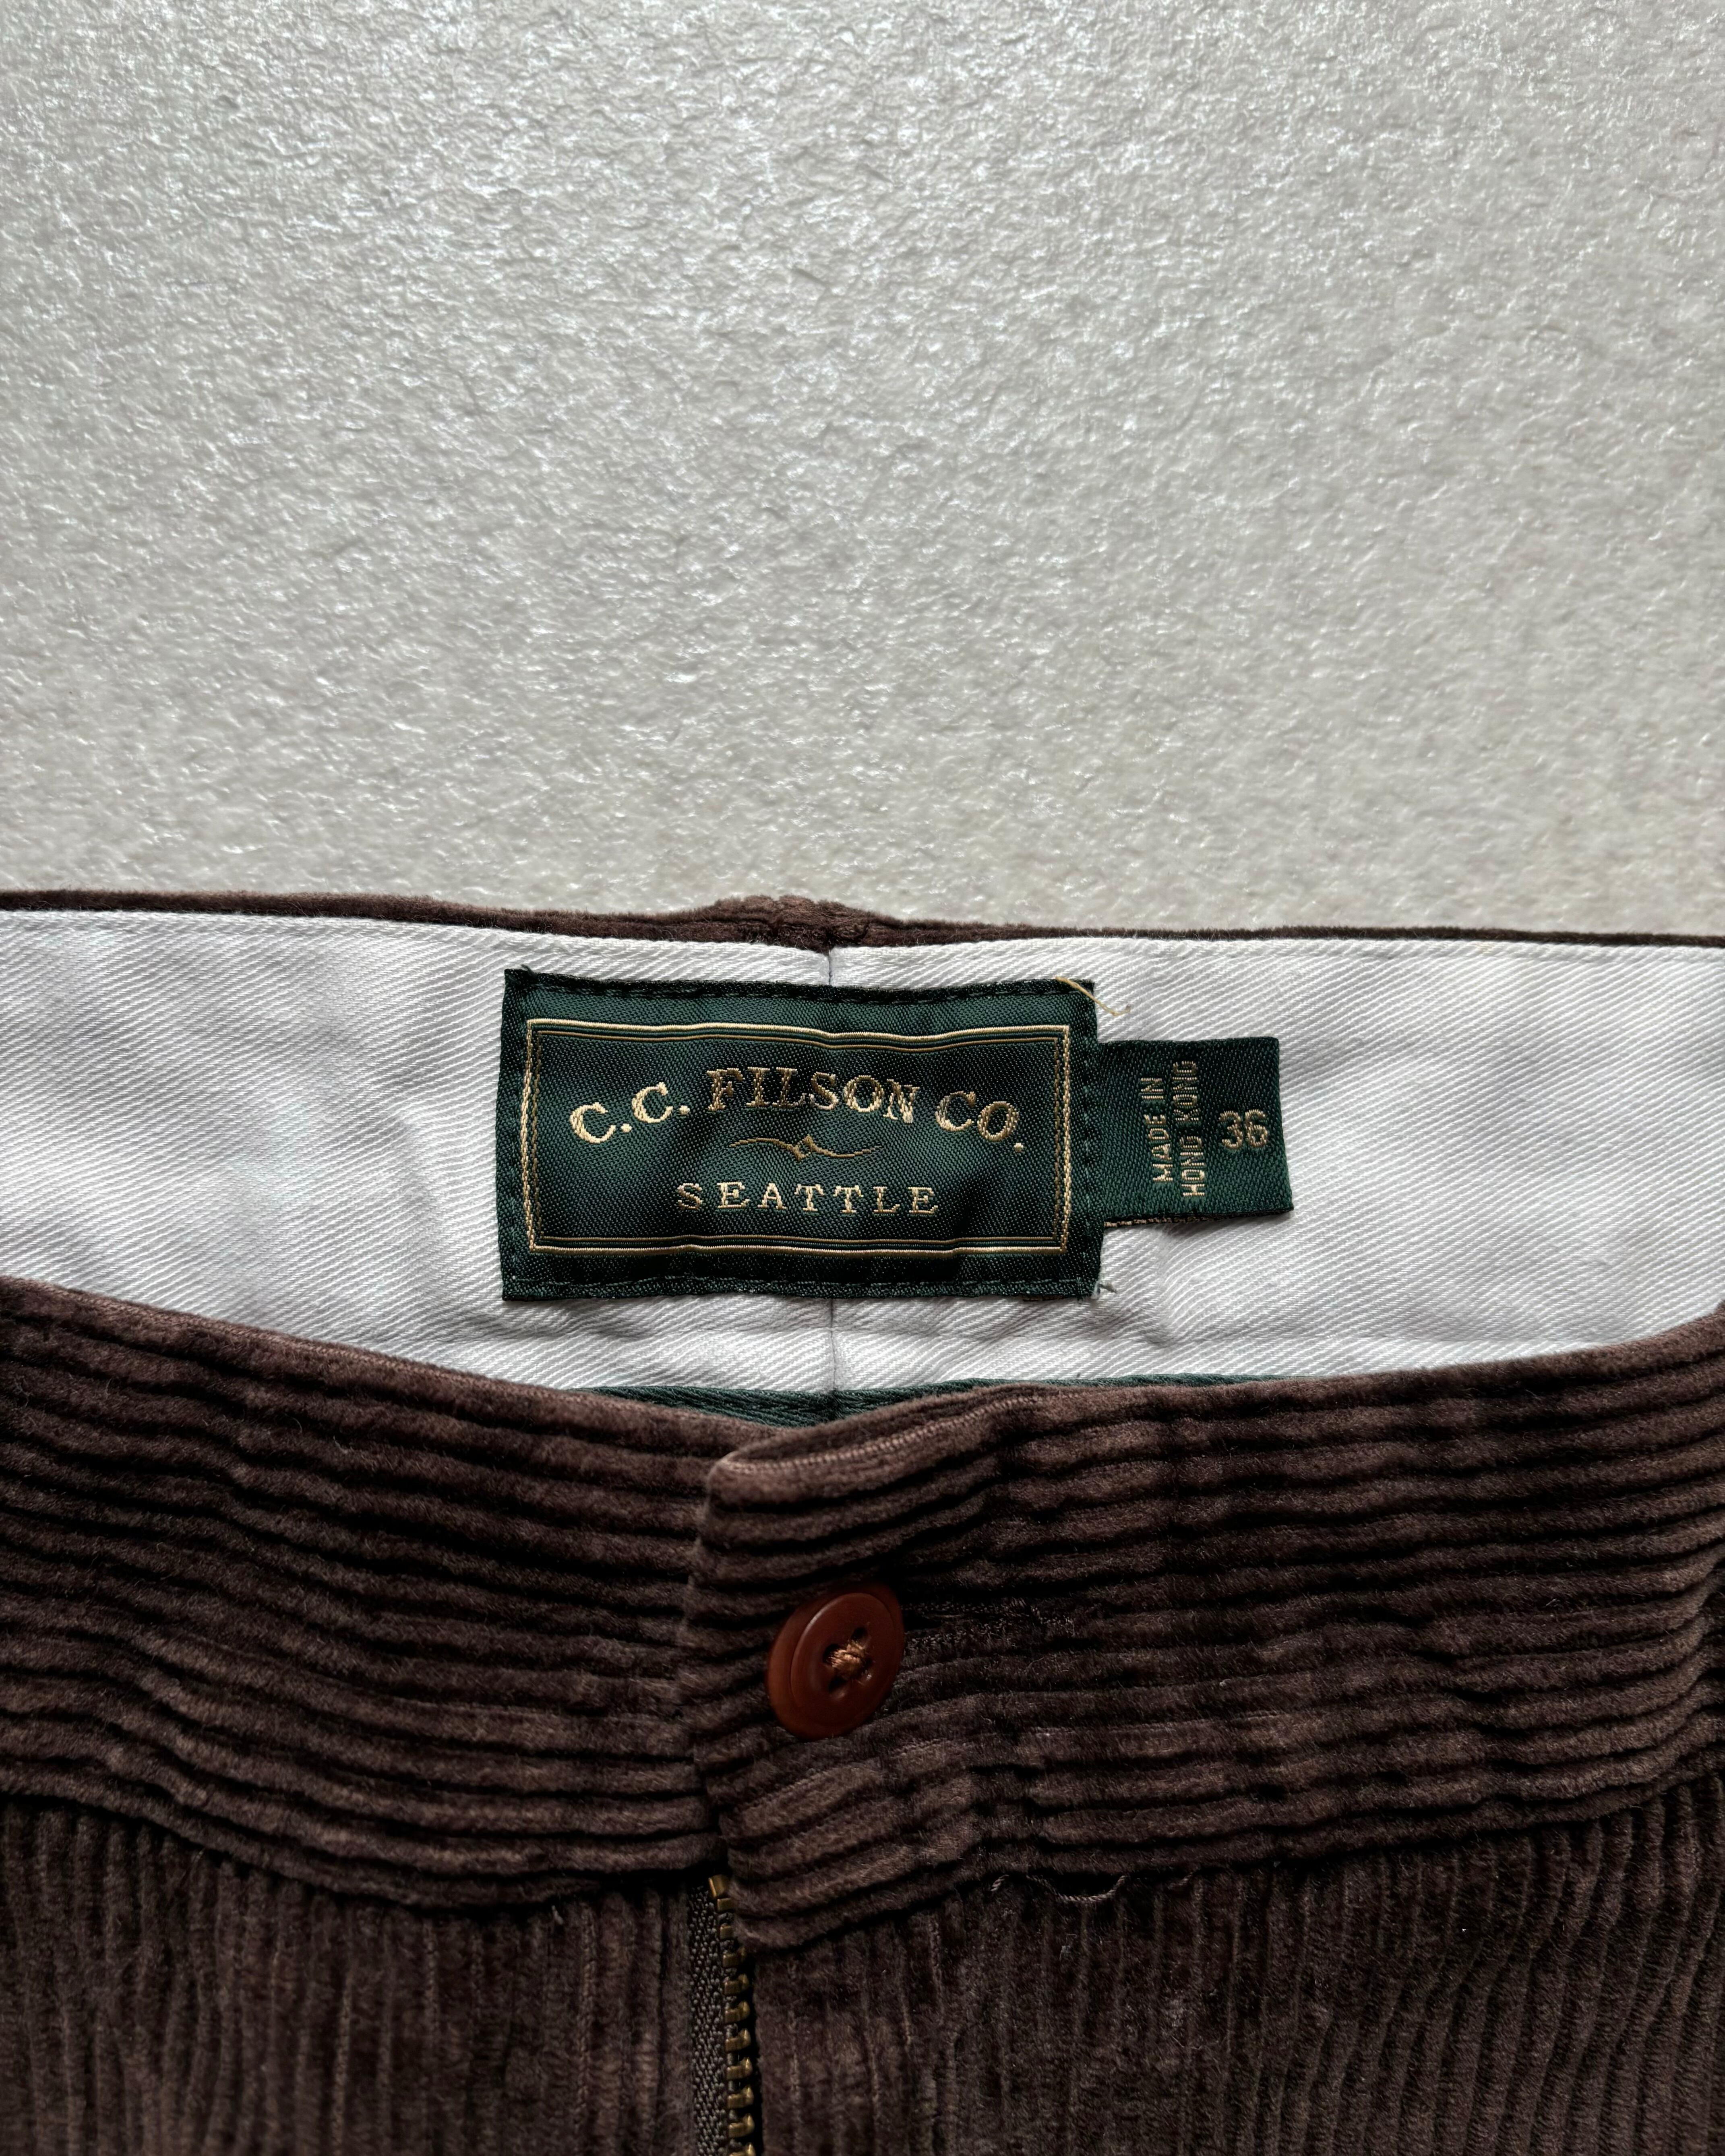 C.C. FILSON CO.
SEATTLE
MADE IN
HONG KONG
36